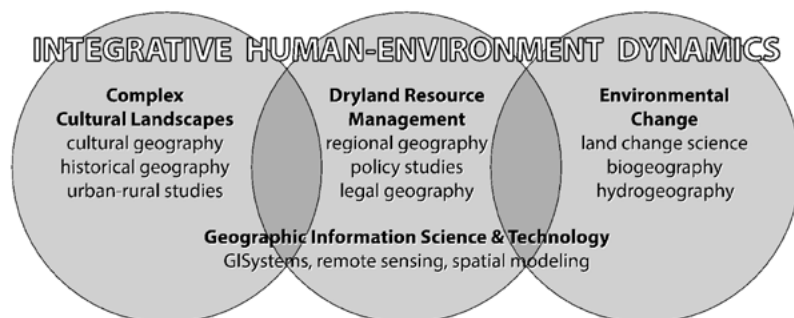 INTEGRATIVE HUMAN-ENVIRONMENT DYNAMICS
Complex
Cultural Landscapes
cultural geography
historical geography
urban-rural studies
Dryland Resource
Management
regional geography
policy studies
legal geography
Environmental
Change
land change science
biogeography
hydrogeography
Geographic Information Science & Technology
GISystems, remote sensing, spatial modeling